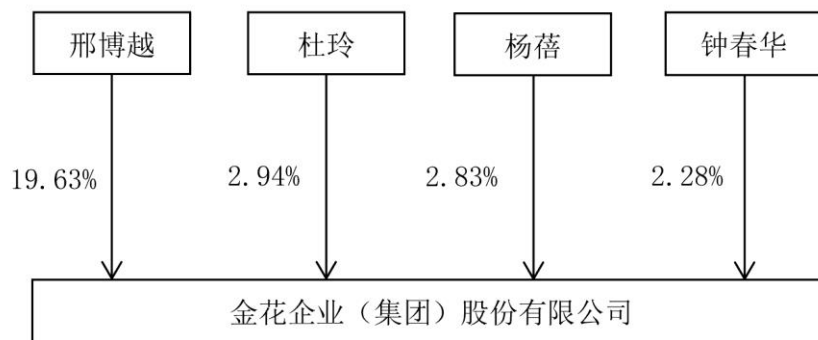 邢博越
杜玲
杨蓓
钟春华
19.63%
2.94%
2.83%
2.28%
金花企业（集团）股份有限公司